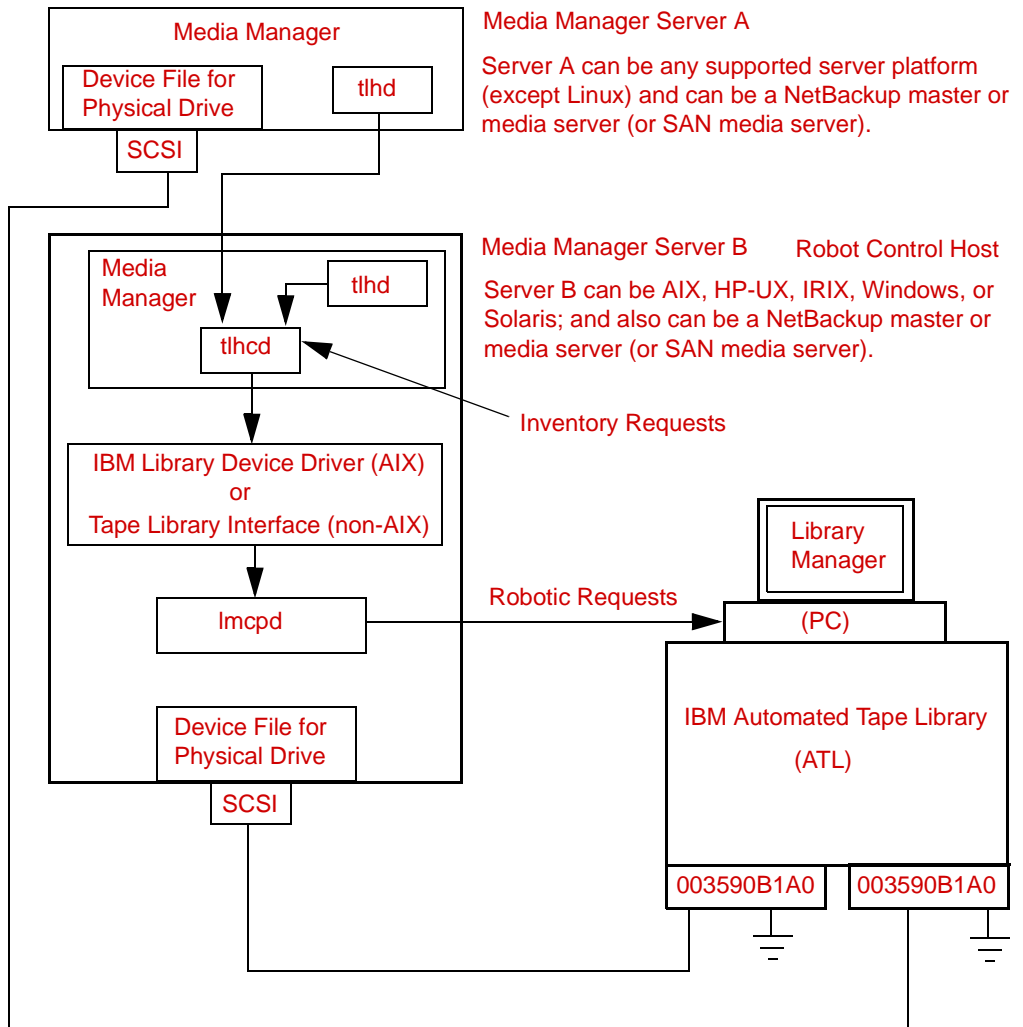 Media Manager
Device File for
Physical Drive
tlhd
SCSI
Media Manager Server A
Server A can be any supported server platform
(except Linux) and can be a NetBackup master or
media server (or SAN media server).
Media
Manager
tlhd
tlhcd
Media Manager Server B
Robot Control Host
Server B can be AIX, HP-UX, IRIX, Windows, or
Solaris; and also can be a NetBackup master or
media server (or SAN media server).
Inventory Requests
IBM Library Device Driver (AIX)
or
Tape Library Interface (non-AIX)
lmcpd
Robotic Requests
Library
Manager
(PC)
IBM Automated Tape Library
(ATL)
Device File for
Physical Drive
SCSI
003590B1A0
003590B1A0